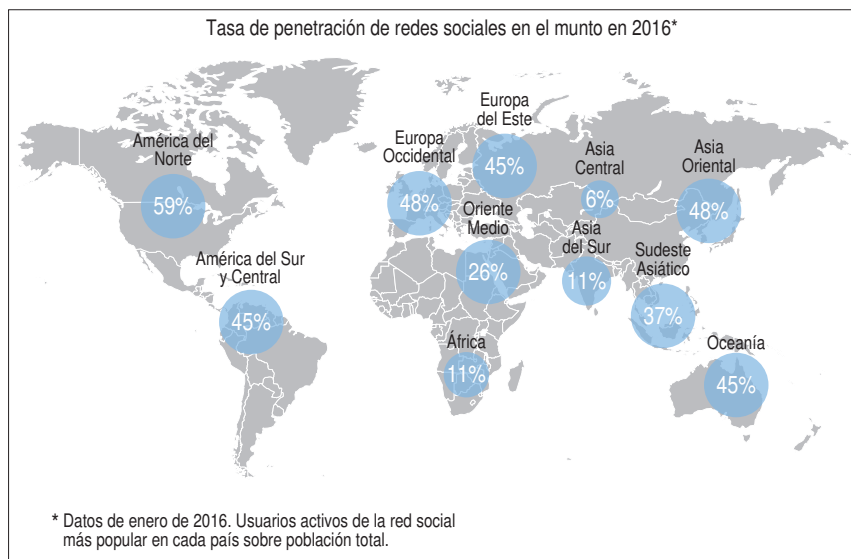 Tasa de penetración de redes sociales en el munto en 2016*
América del
Norte
59%
América del Sur
y Central
45%
Europa
Occidental
48%
Europa
del Este
45%
Oriente
Medio
26%
África
11%
Asia
Central
6%
Asia
del Sur
11%
Asia
Oriental
48%
Sudeste
Asiático
37%
Oceanía
45%
* Datos de enero de 2016. Usuarios activos de la red social
más popular en cada país sobre población total.